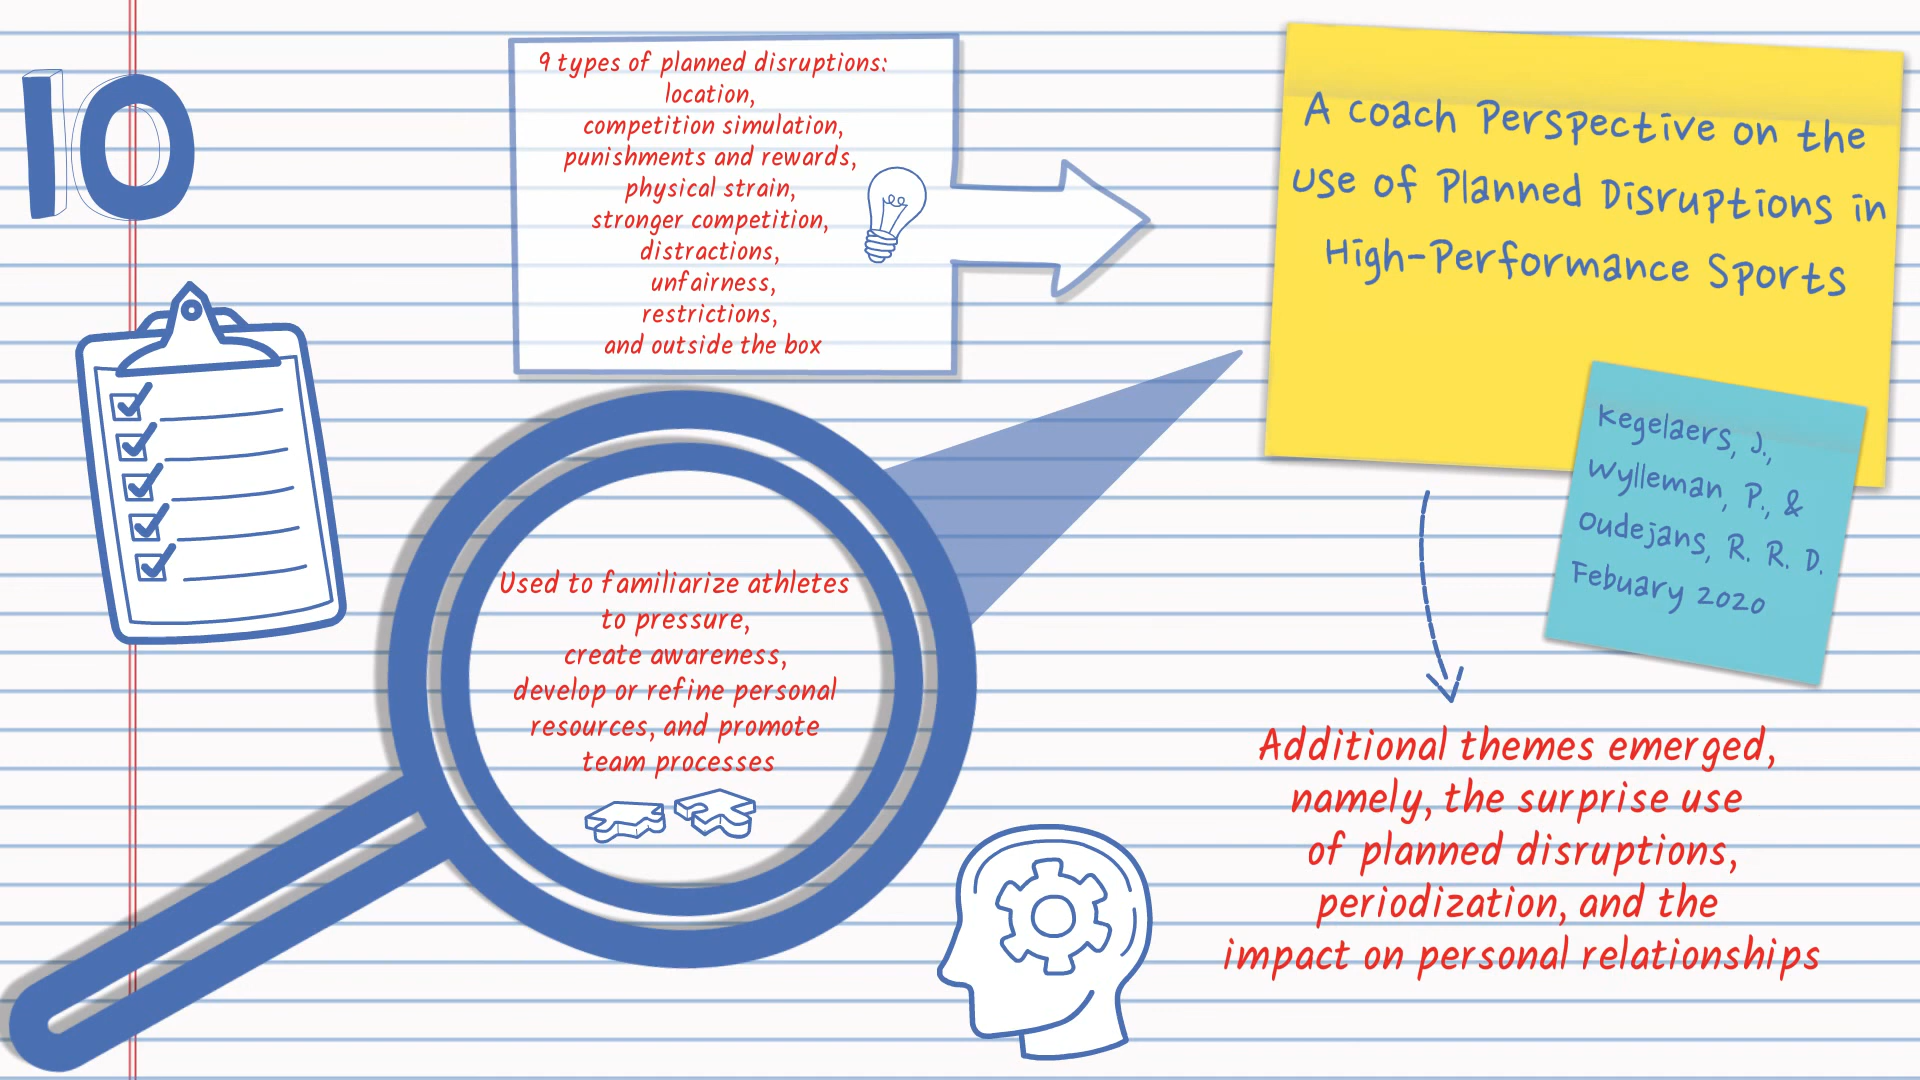 10
9 types of planned disruptions:
location,
competition simulation,
punishments and rewards,
physical strain,
stronger competition,
distractions,
unfairness,
restrictions,
and outside the box
A coach Perspective on the
use of Planned Disruptions in
High-Performance Sports
Kegelaers, J.,
Wylleman, P., &
Oudejans, R. R. D.
Febuary 2020
Used to familiarize athletes
to pressure,
create awareness,
develop or refine personal
resources, and promote
team processes
Additional themes emerged,
namely, the surprise use
of planned disruptions,
periodization, and the
impact on personal relationships